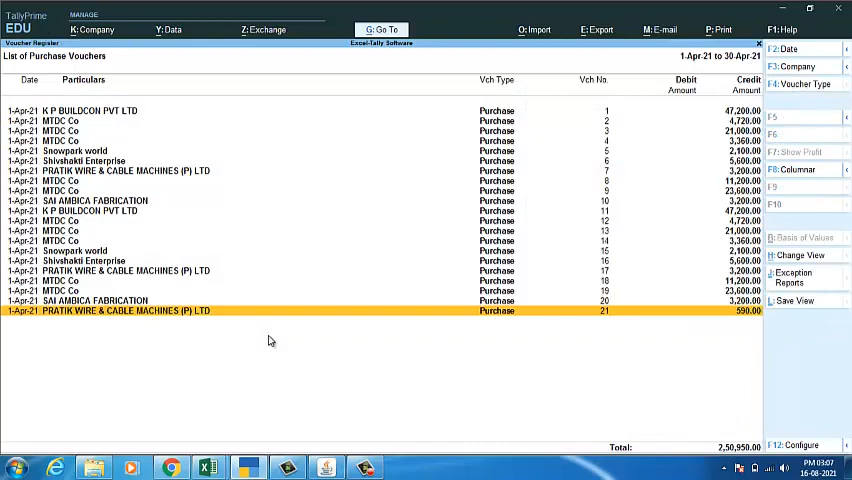 TallyPrime MANAGE
EDU K: Company Y: Data Z: Exchange G: Go To O: Import E: Export M: E-mail P: Print F1: Help
Voucher Register Excel-Tally Software x F2: Date
List of Purchase Vouchers 1-Apr-21 to 30-Apr-21
F3: Company
Date Particulars Vch Type Vch No. Debit Credit F4: Voucher Type
Amount Amount
1-Apr-21 K P BUILDCON PVT LTD Purchase 1 47,200.00
1-Apr-21 MTDC Co Purchase 2 4,720.00 F5
1-Apr-21 MTDC Co Purchase 3 21,000.00 F6
1-Apr-21 MTDC Co Purchase 4 3,360.00
1-Apr-21 Snowpark world Purchase 5 2,100.00 F7: Show Profit
1-Apr-21 Shivshakti Enterprise Purchase 6 5,600.00
1-Apr-21 PRATIK WIRE & CABLE MACHINES (P) LTD Purchase 7 3,200.00 F8: Columnar
1-Apr-21 MTDC Co Purchase 8 11,200.00
1-Apr-21 MTDC Co Purchase 9 23,600.00 F9
1-Apr-21 SAI AMBICA FABRICATION Purchase 10 3,200.00 F10
1-Apr-21 K P BUILDCON PVT LTD Purchase 11 47,200.00
1-Apr-21 MTDC Co Purchase 12 4,720.00
1-Apr-21 MTDC Co Purchase 13 21,000.00
1-Apr-21 MTDC Co Purchase 14 3,360.00 B: Basis of Values
1-Apr-21 Snowpark world Purchase 15 2,100.00 H: Change View
1-Apr-21 Shivshakti Enterprise Purchase 16 5,600.00
1-Apr-21 PRATIK WIRE & CABLE MACHINES (P) LTD Purchase 17 3,200.00 J: Exception
1-Apr-21 MTDC Co Purchase 18 11,200.00 Reports
1-Apr-21 MTDC Co Purchase 19 23,600.00
1-Apr-21 SAI AMBICA FABRICATION Purchase 20 3,200.00 L: Save View
1-Apr-21 PRATIK WIRE & CABLE MACHINES (P) LTD Purchase 21 590.00
Total: 2,50,950.00 F12: Configure
PM 03:07
16-08-2021